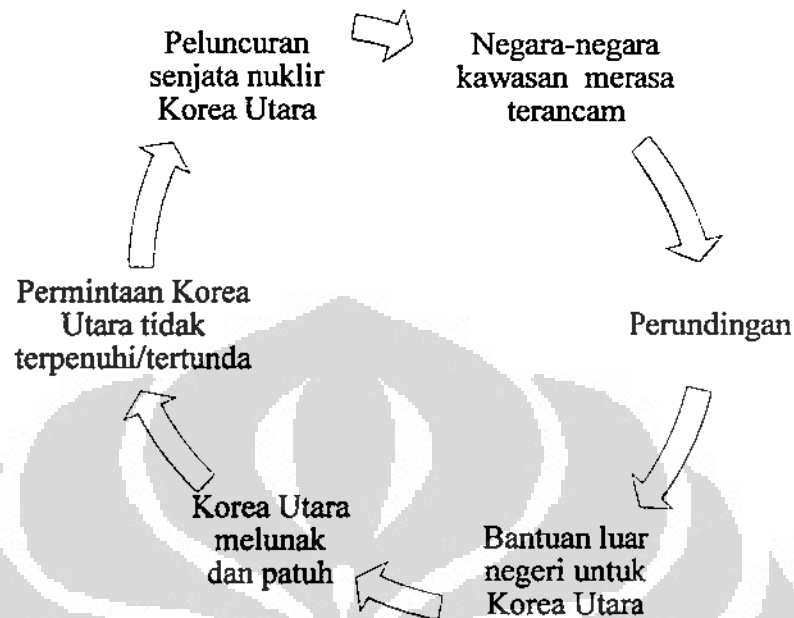 Peluncuran
senjata nuklir
Korea Utara
Negara-negara
kawasan merasa
terancam
Perundingan
Bantuan luar
negeri untuk
Korea Utara
Korea Utara
melunak
dan patuh
Permintaan Korea
Utara tidak
terpenuhi/tertunda